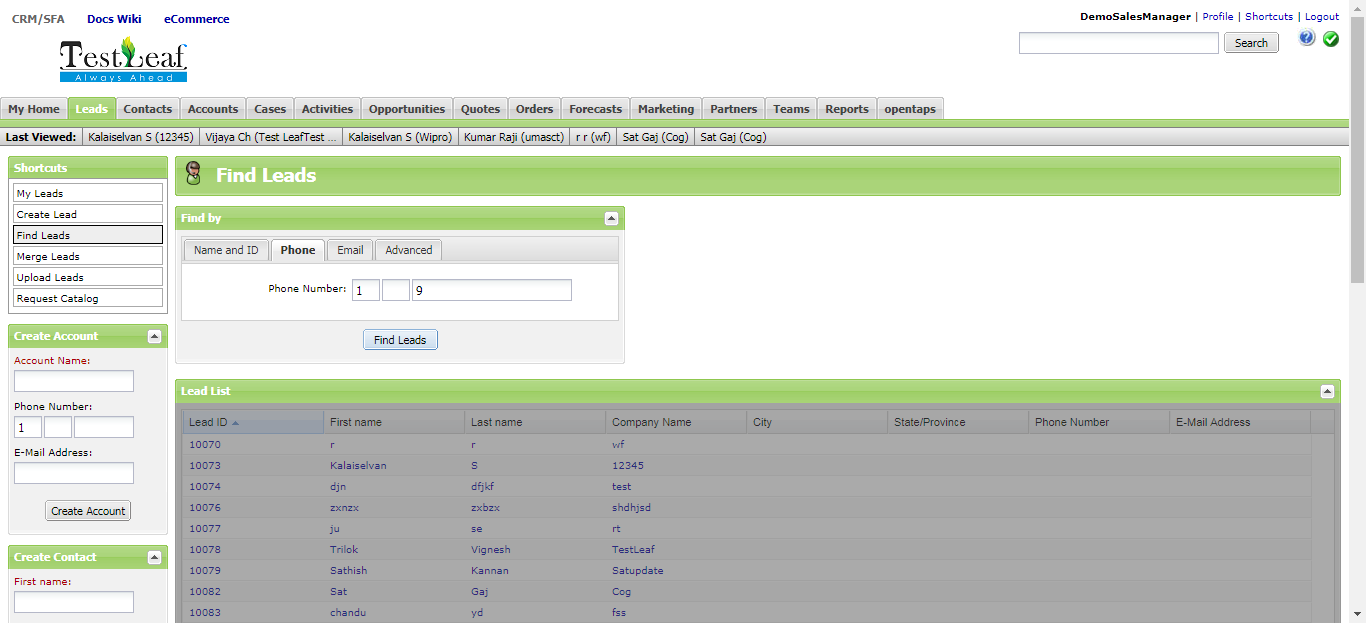 CRM/SFA Docs Wiki eCommerce
DemoSalesManager | Profile | Shortcuts | Logout
TestLeaf
Always Ahead
Search
My Home Leads Contacts Accounts Cases Activities Opportunities Quotes Orders Forecasts Marketing Partners Teams Reports opentaps
Last Viewed: Kalaiselvan S (12345) Vijaya Ch (Test LeafTest ... Kalaiselvan S (Wipro) Kumar Raji (umasct) r r (wf) Sat Gaj (Cog) Sat Gaj (Cog)
Shortcuts
My Leads
Create Lead
Find Leads
Merge Leads
Upload Leads
Request Catalog
Create Account
Account Name:
Phone Number:
1
E-Mail Address:
Create Account
Create Contact
First name:
Find Leads
Find by
Name and ID Phone Email Advanced
Phone Number: 1 9
Find Leads
Lead List
Lead ID First name Last name Company Name City State/Province Phone Number E-Mail Address
10070 r r wf
10073 Kalaiselvan S 12345
10074 djn dfjkf test
10076 zxnzx zxbzx shdhjsd
10077 ju se rt
10078 Trilok Vignesh TestLeaf
10079 Sathish Kannan Satupdate
10082 Sat Gaj Cog
10083 chandu yd fss